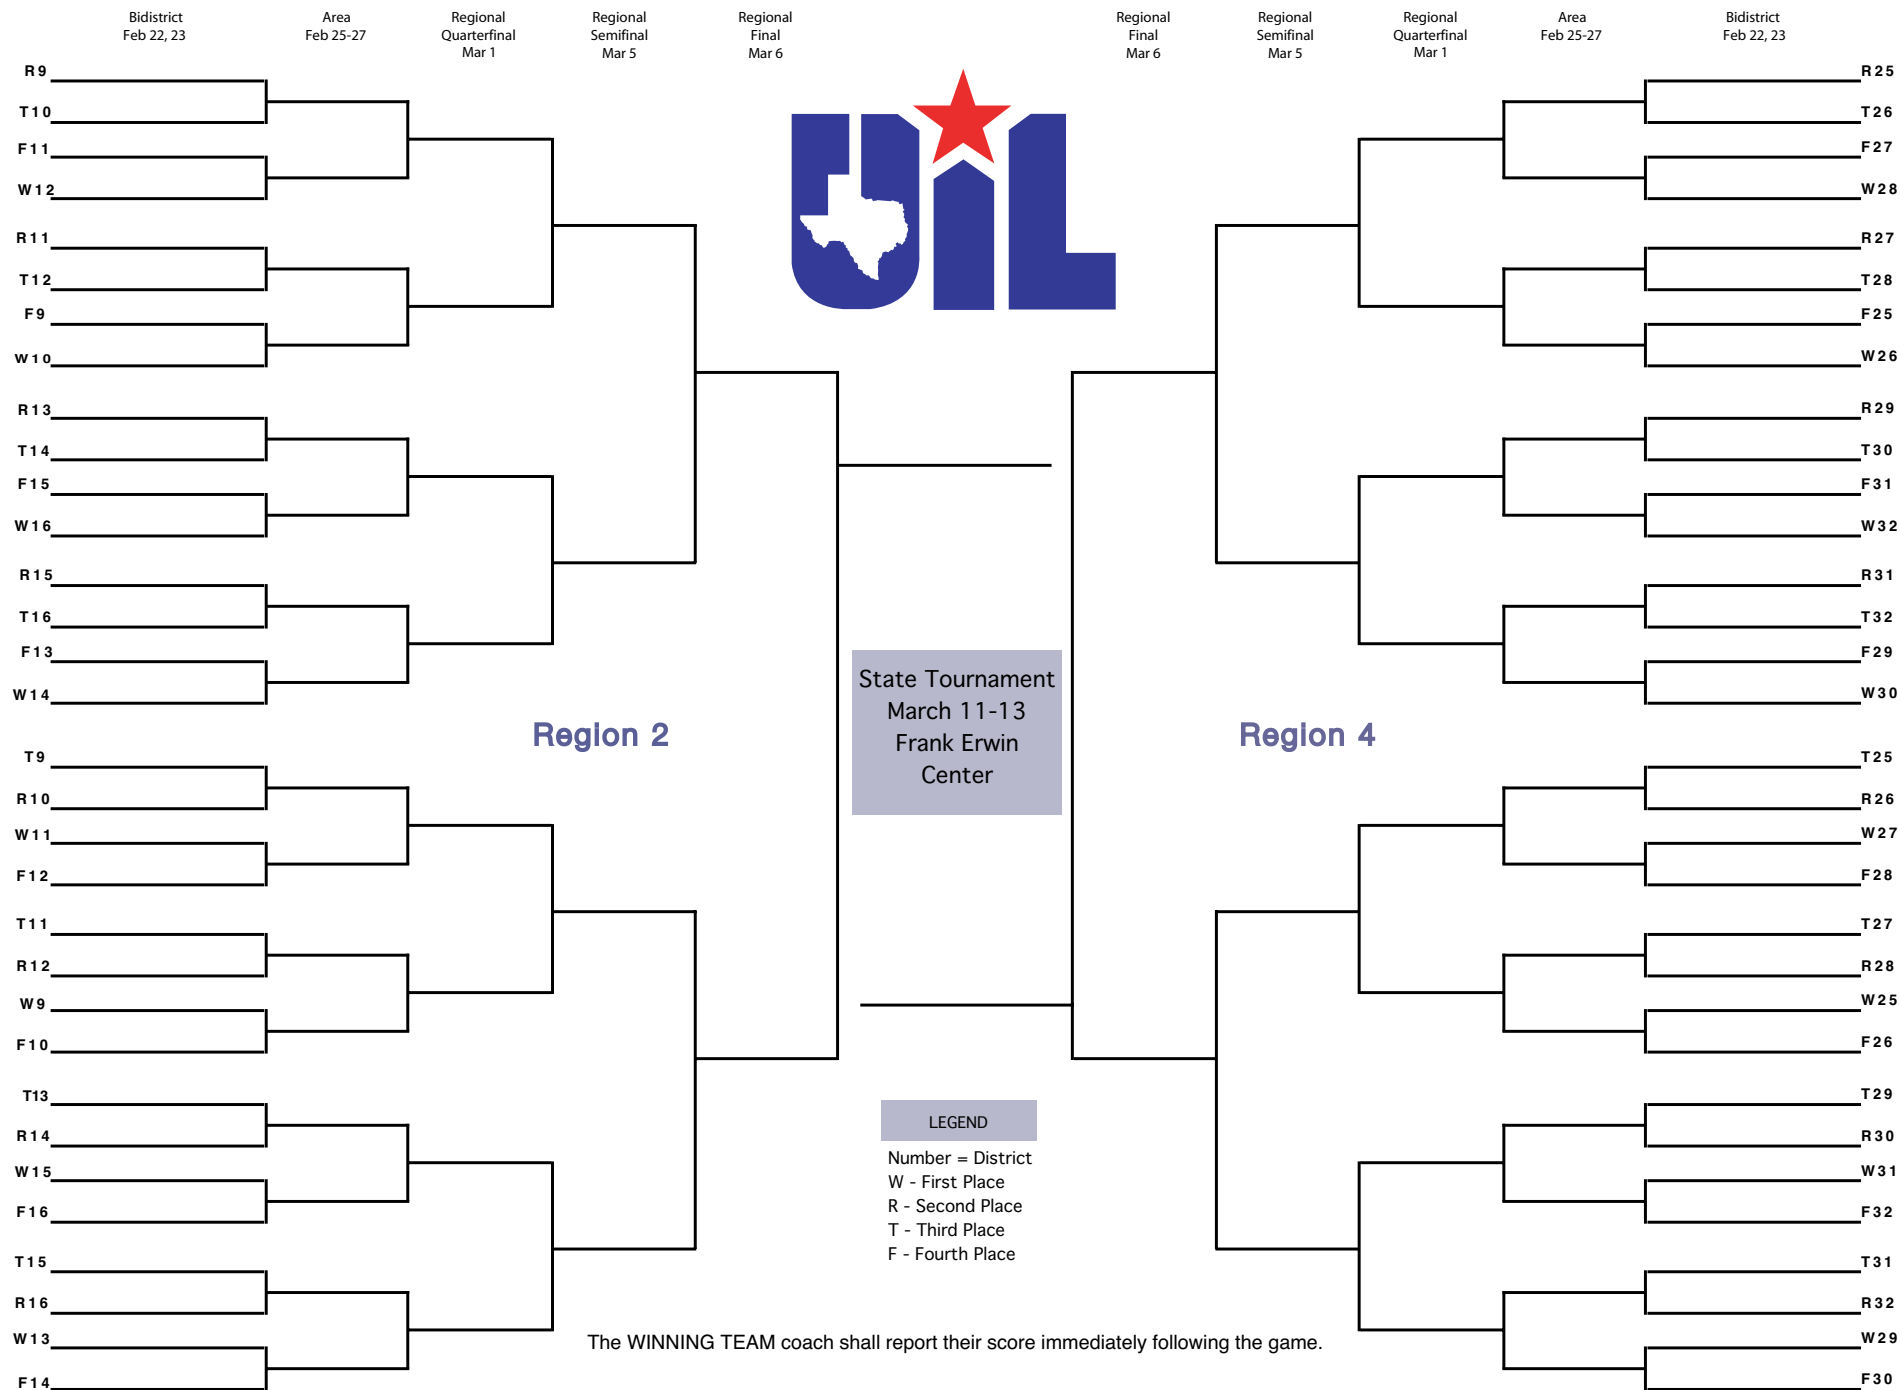 Bidistrict
Feb 22, 23
Area
Feb 25-27
Regional
Quarterfinal
Mar 1
Regional
Semifinal
Mar 5
Regional
Final
Mar 6
Regional
Final
Mar 6
Regional
Semifinal
Mar 5
Regional
Quarterfinal
Mar 1
Area
Feb 25-27
Bidistrict
Feb 22, 23
UIL
R9
T10
F11
W12
R11
T12
F9
W10
R13
T14
F15
W16
R15
T16
F13
W14
Region 2
T9
R10
W11
F12
T11
R12
W9
F10
T13
R14
W15
F16
T15
R16
W13
F14
State Tournament
March 11-13
Frank Erwin
Center
LEGEND
Number = District
W - First Place
R - Second Place
T - Third Place
F - Fourth Place
The WINNING TEAM coach shall report their score immediately following the game.
R25
T26
F27
W28
R27
T28
F25
W26
R29
T30
F31
W32
R31
T32
F29
W30
Region 4
T25
R26
W27
F28
T27
R28
W25
F26
T29
R30
W31
F32
T31
R32
W29
F30